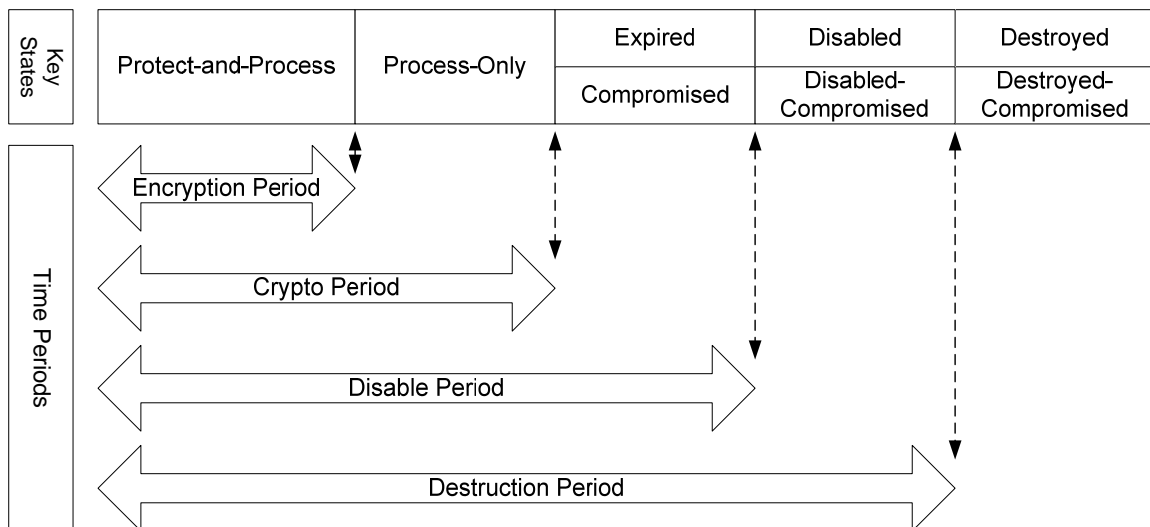 Key
States
Protect-and-Process
Process-Only
Expired
Disabled
Destroyed
Compromised
Disabled-
Compromised
Destroyed-
Compromised
Time Periods
Encryption Period
Crypto Period
Disable Period
Destruction Period